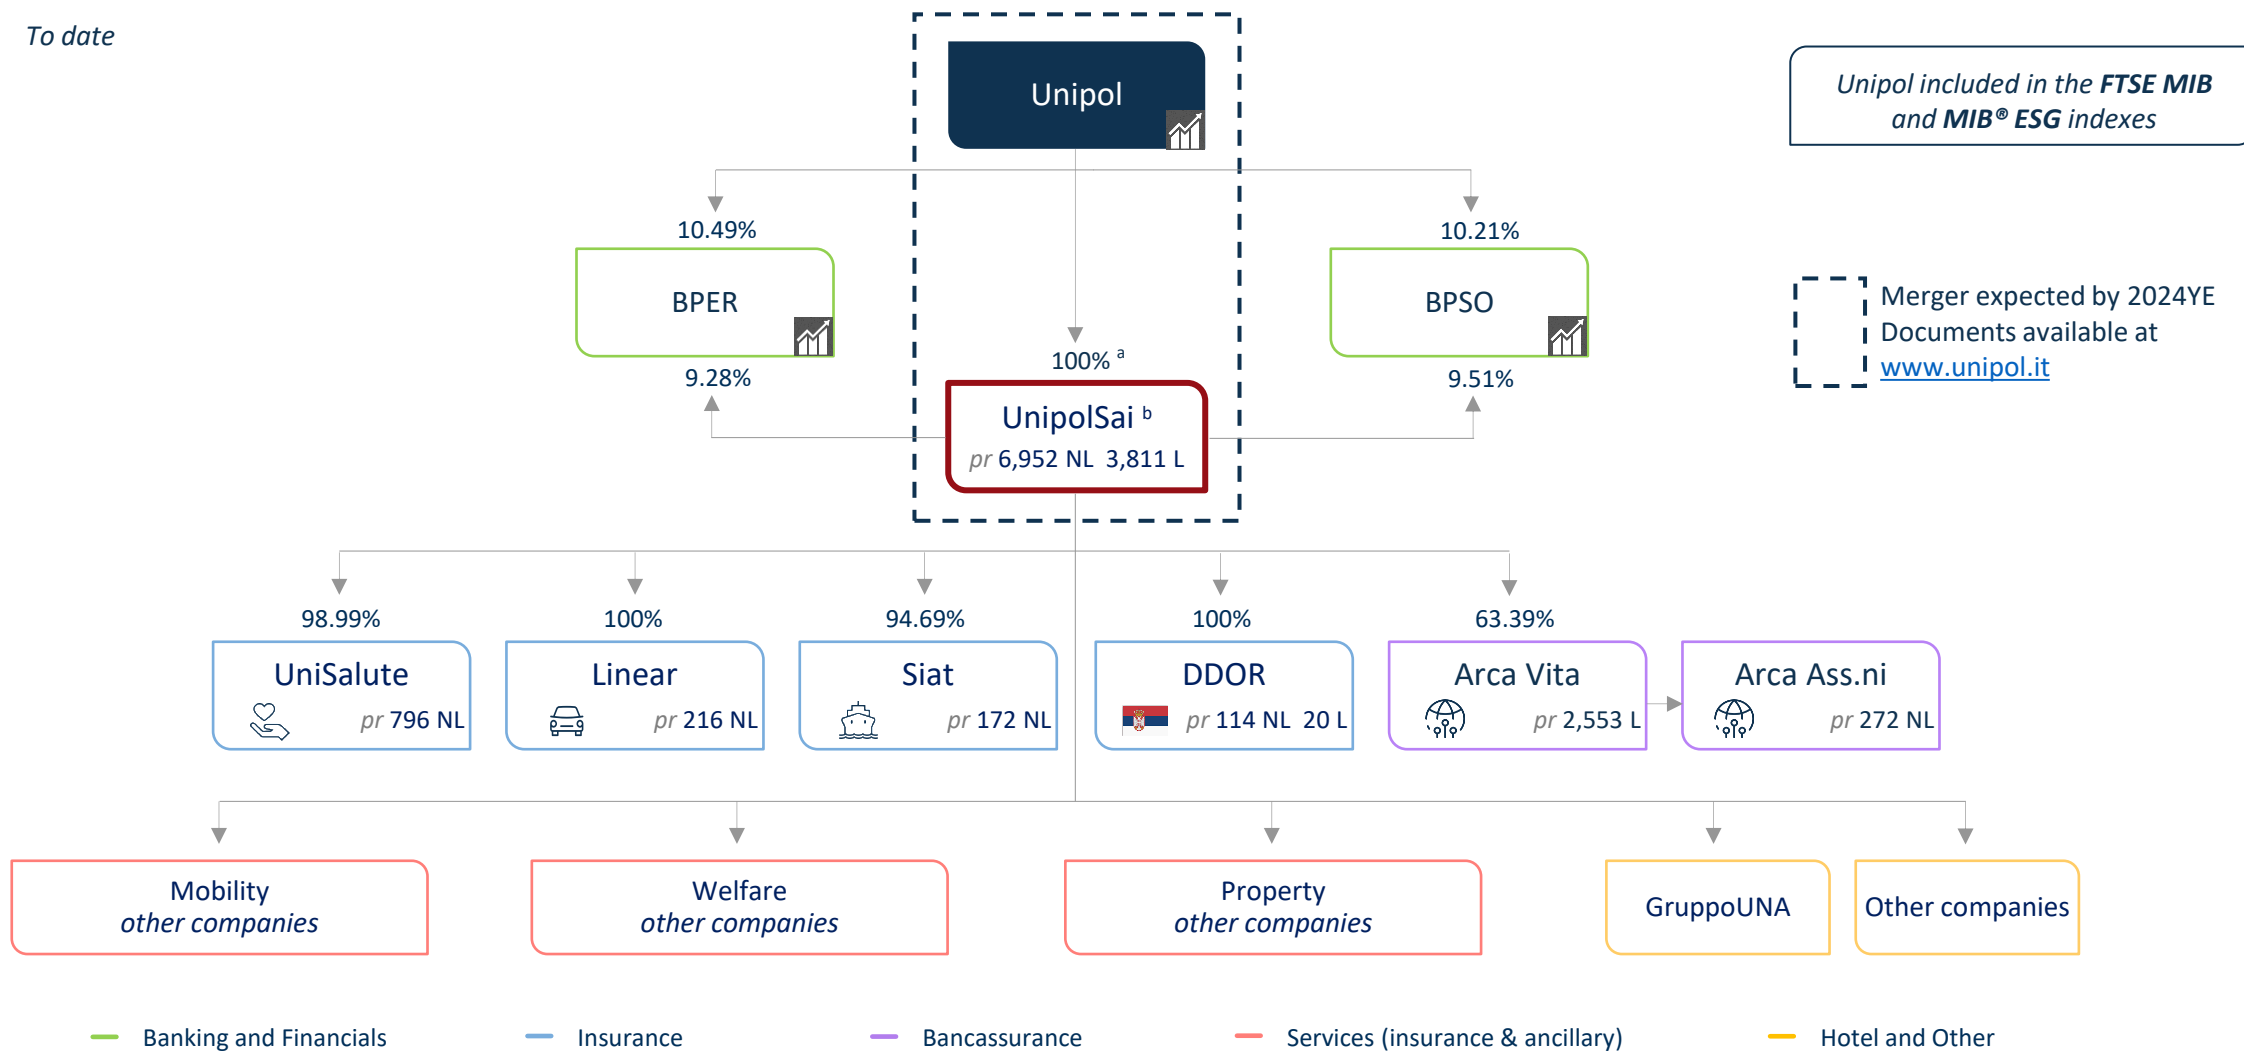 To date
Unipol
Unipol included in the FTSE MIB
and MIB® ESG indexes
10.49%
10.21%
BPER
BPSO
Merger expected by 2024YE
Documents available at
www.unipol.it
100% a
9.28%
9.51%
UnipolSai b
pr 6,952 NL 3,811 L
98.99%
100%
94.69%
100%
63.39%
UniSalute
pr 796 NL
Linear
pr 216 NL
Siat
pr 172 NL
DDOR
pr 114 NL 20 L
Arca Vita
pr 2,553 L
Arca Ass.ni
pr 272 NL
Mobility
other companies
Welfare
other companies
Property
other companies
GruppoUNA
Other companies
Banking and Financials
Insurance
Bancassurance
Services (insurance & ancillary)
Hotel and Other